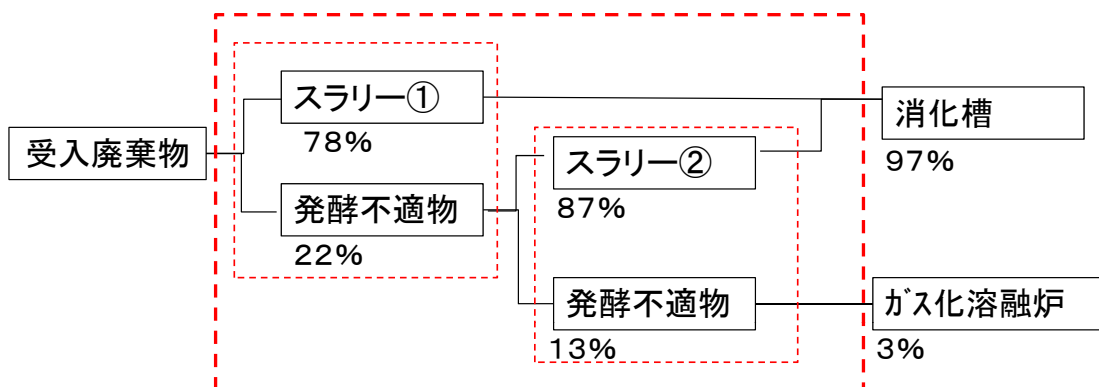 受入廃棄物
スラリー①
78%
発酵不適物
22%
スラリー②
87%
発酵不適物
13%
消化槽
97%
ガス化溶融炉
3%